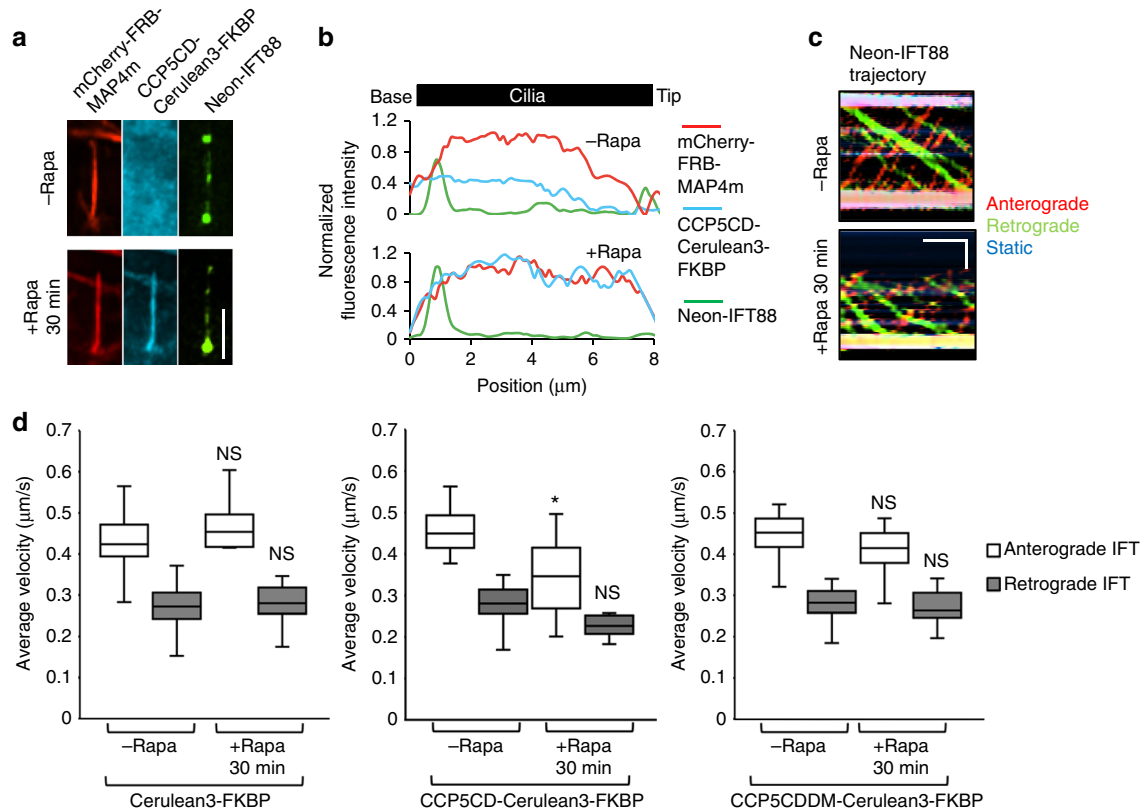 a
mCherry-FRB-
MAP4m
CCP5CD-
Cerulean3-FKBP
Neon-IFT88
–Rapa
+Rapa
30 min
b
Base
Cilia
Tip
Normalized
fluorescence intensity
1.2
0.8
0.4
0
–Rapa
1.2
0.8
0.4
0
+Rapa
0
2
4
6
8
Position (μm)
mCherry-
FRB-
MAP4m
CCP5CD-
Cerulean3-
FKBP
Neon-IFT88
c
Neon-IFT88
trajectory
–Rapa
+Rapa 30 min
Anterograde
Retrograde
Static
d
Average velocity (μm/s)
0.7
0.6
0.5
0.4
0.3
0.2
0.1
0
NS
NS
–Rapa
+Rapa
30 min
Cerulean3-FKBP
Average velocity (μm/s)
0.7
0.6
0.5
0.4
0.3
0.2
0.1
0
*
NS
–Rapa
+Rapa
30 min
CCP5CD-Cerulean3-FKBP
Average velocity (μm/s)
0.7
0.6
0.5
0.4
0.3
0.2
0.1
0
NS
NS
–Rapa
+Rapa
30 min
CCP5CDDM-Cerulean3-FKBP
Anterograde IFT
Retrograde IFT